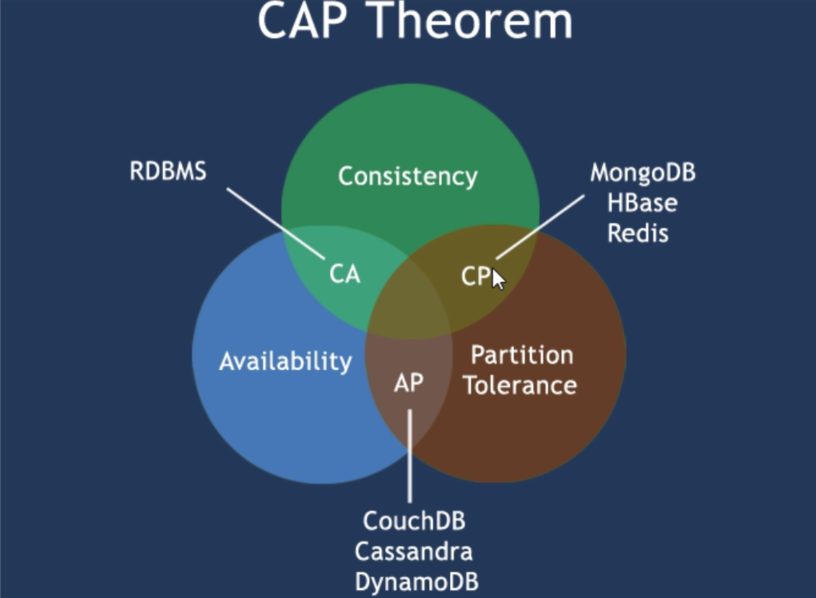 CAP Theorem
Consistency
RDBMS
MongoDB
HBase
Redis
CA
CP
Availability
Partition
Tolerance
AP
CouchDB
Cassandra
DynamoDB